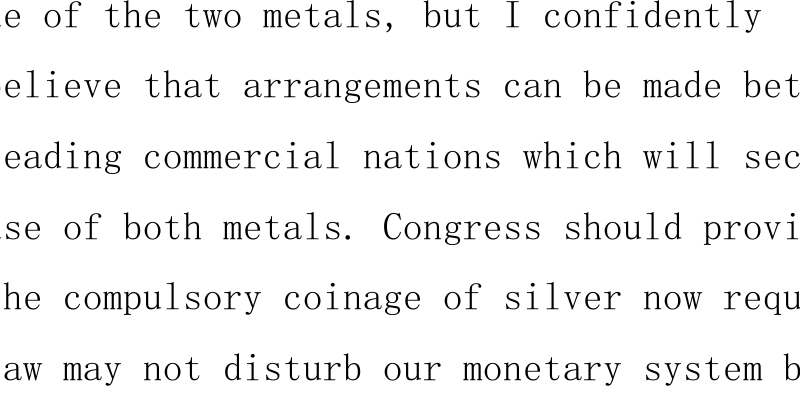 e of the two metals, but I confidently
elieve that arrangements can be made bet
eading commercial nations which will sec
se of both metals. Congress should provi
he compulsory coinage of silver now requ
aw may not disturb our monetary system b